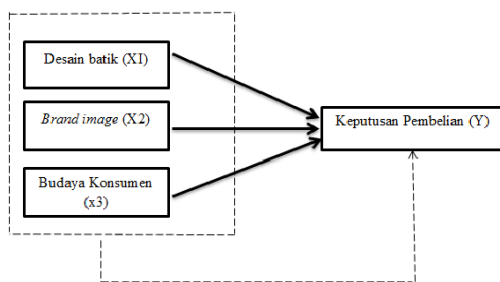 Desain batik (XI)
Brand image (X2)
Keputusan Pembelian (Y)
Budaya Konsumen
(x3)